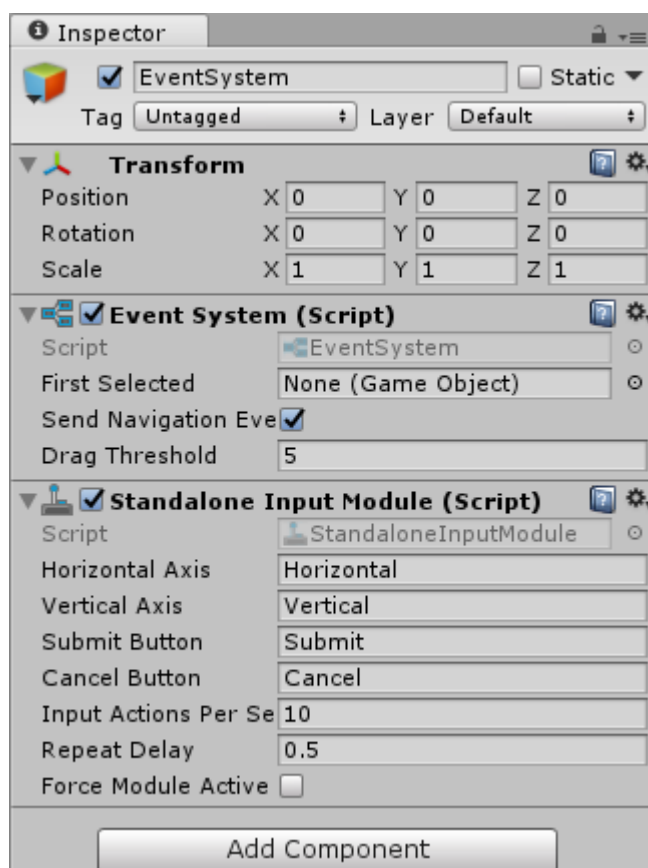 Inspector
EventSystem Static
Tag Untagged Layer Default
Transform
Position X 0 Y 0 Z 0
Rotation X 0 Y 0 Z 0
Scale X 1 Y 1 Z 1
Event System (Script)
Script EventSystem
First Selected None (Game Object)
Send Navigation Eve
Drag Threshold 5
Standalone Input Module (Script)
Script StandaloneInputModule
Horizontal Axis Horizontal
Vertical Axis Vertical
Submit Button Submit
Cancel Button Cancel
Input Actions Per Se 10
Repeat Delay 0.5
Force Module Active
Add Component